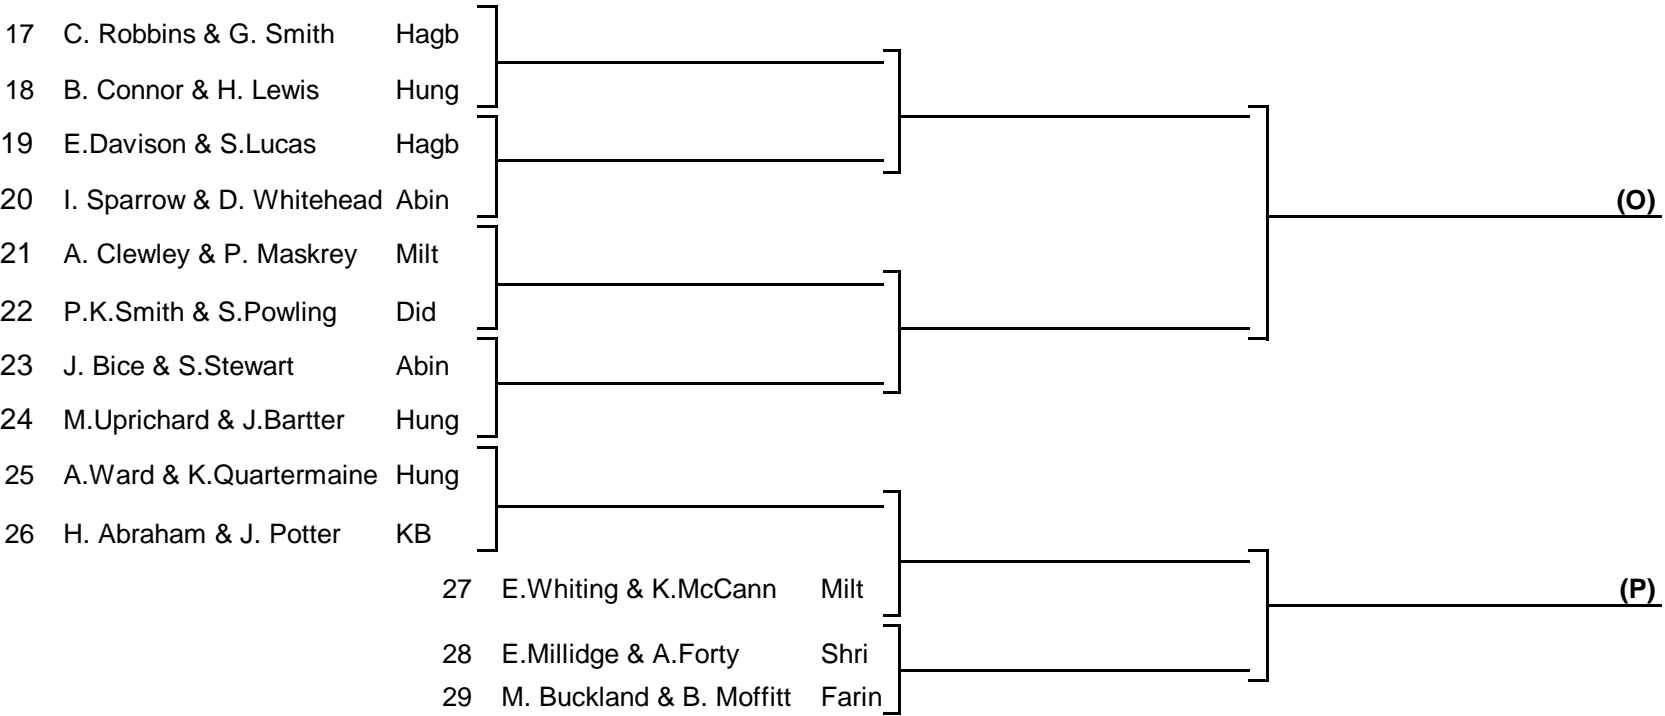 17 C. Robbins & G. Smith Hagb
18 B. Connor & H. Lewis Hung
19 E.Davison & S.Lucas Hagb
20 I. Sparrow & D. Whitehead Abin
(O)
21 A. Clewley & P. Maskrey Milt
22 P.K.Smith & S.Powling Did
23 J. Bice & S.Stewart Abin
24 M.Uprichard & J.Bartter Hung
25 A.Ward & K.Quartermaine Hung
26 H. Abraham & J. Potter KB
27 E.Whiting & K.McCann Milt
(P)
28 E.Millidge & A.Forty Shri
29 M. Buckland & B. Moffitt Farin